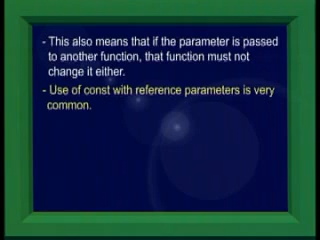 - This also means that if the parameter is passed
to another function, that function must not
change it either.
- Use of const with reference parameters is very
common.